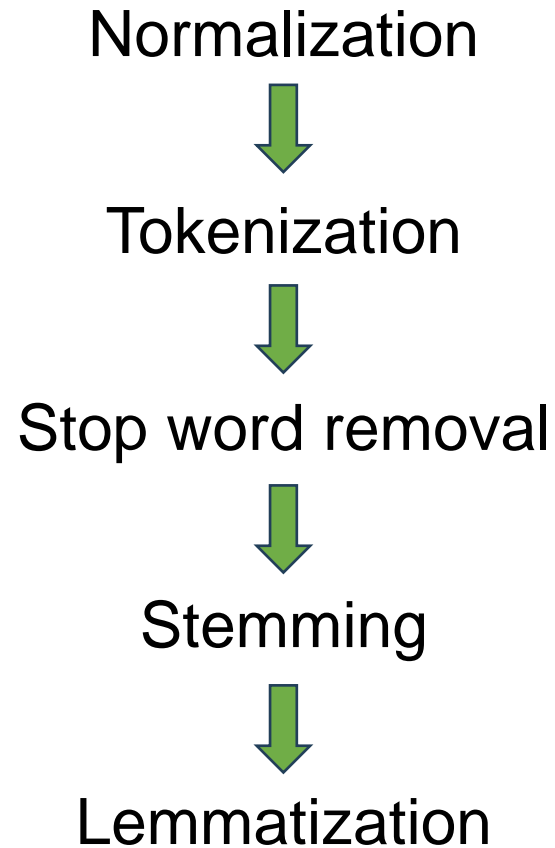 Normalization
Tokenization
Stop word removal
Stemming
Lemmatization